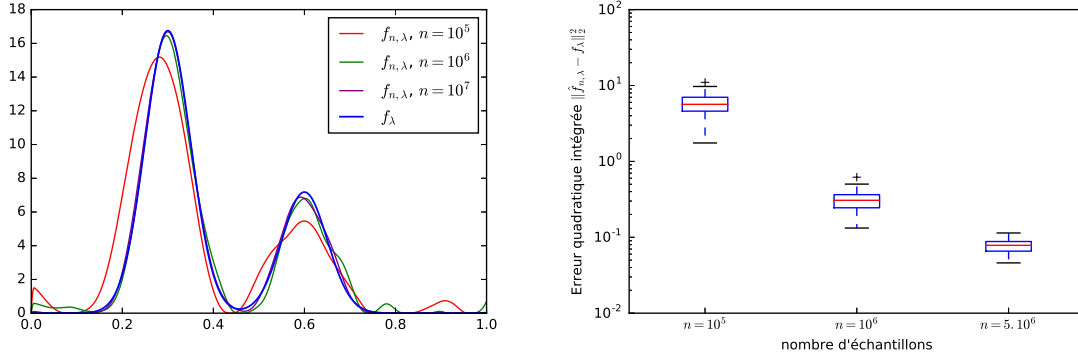 18
16
14
12
10
8
6
4
2
0
0.0 0.2 0.4 0.6 0.8 1.0
f_{n,λ}, n = 10^5
f_{n,λ}, n = 10^6
f_{n,λ}, n = 10^7
f_λ
Erreur quadratique intégrée ‖f̂_{n,λ} − f_λ‖_2^2
10^2
10^1
10^0
10^{-1}
10^{-2}
n = 10^5 n = 10^6 n = 5.10^6
nombre d'échantillons